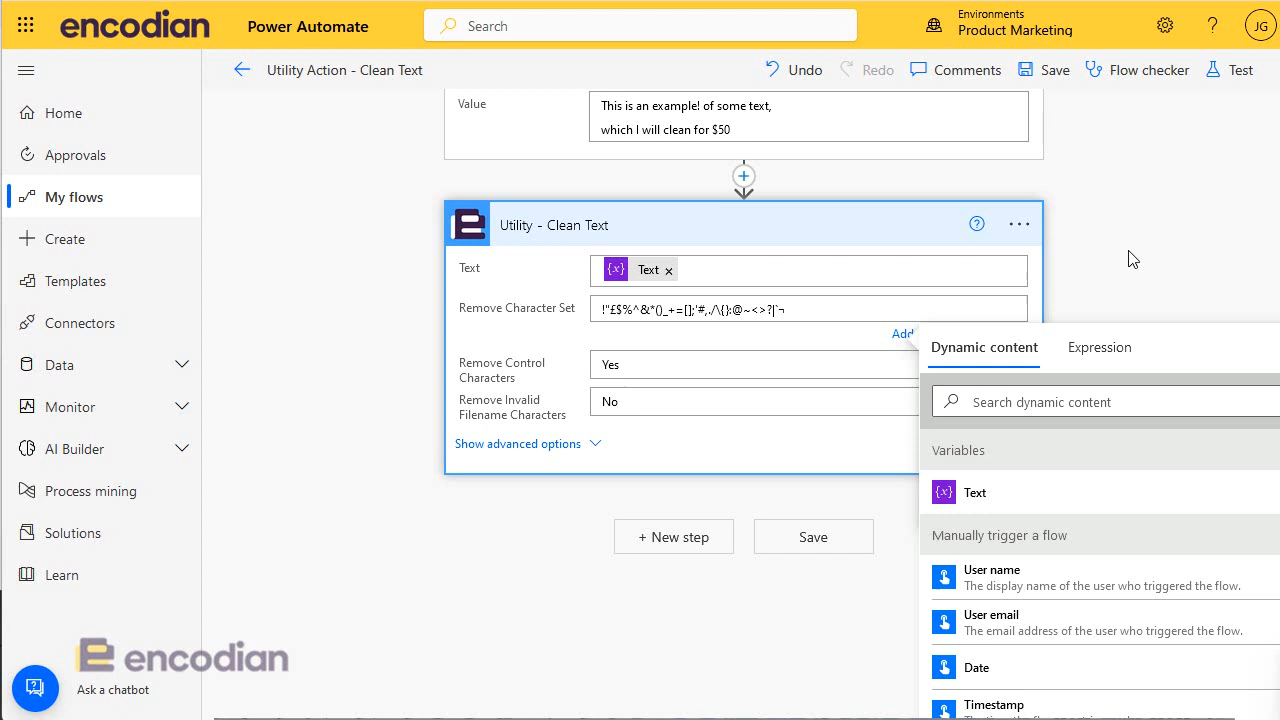 encodian
Power Automate
Search
Environments
Product Marketing
JG
Utility Action - Clean Text
Undo
Redo
Comments
Save
Flow checker
Test
Home
Approvals
My flows
Create
Templates
Connectors
Data
Monitor
AI Builder
Process mining
Solutions
Learn
Ask a chatbot
encodian
Value
This is an example! of some text,
which I will clean for $50
Utility - Clean Text
Text
{x} Text ×
Remove Character Set
!"£$%^&*()_+=[];'#,./\{}:@~<>?|`¬
Add
Remove Control
Characters
Yes
Remove Invalid
Filename Characters
No
Show advanced options
+ New step
Save
Dynamic content
Expression
Search dynamic content
Variables
{x} Text
Manually trigger a flow
User name
The display name of the user who triggered the flow.
User email
The email address of the user who triggered the flow.
Date
Timestamp